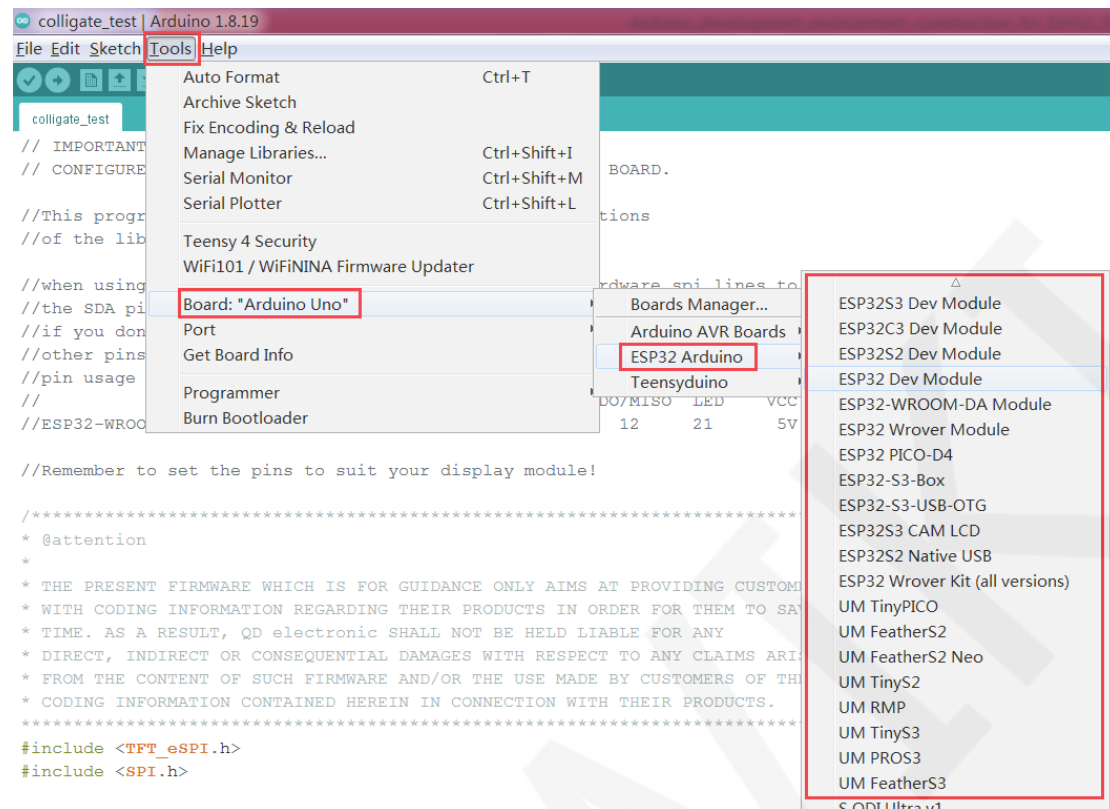 colligate_test | Arduino 1.8.19
File Edit Sketch Tools Help
colligate_test
Auto Format Ctrl+T
Archive Sketch
Fix Encoding & Reload
Manage Libraries... Ctrl+Shift+I
Serial Monitor Ctrl+Shift+M
Serial Plotter Ctrl+Shift+L
Teensy 4 Security
WiFi101 / WiFiNINA Firmware Updater
Board: "Arduino Uno"
Port
Get Board Info
Programmer
Burn Bootloader
Boards Manager...
Arduino AVR Boards
ESP32 Arduino
Teensyduino
ESP32S3 Dev Module
ESP32C3 Dev Module
ESP32S2 Dev Module
ESP32 Dev Module
ESP32-WROOM-DA Module
ESP32 Wrover Module
ESP32 PICO-D4
ESP32-S3-Box
ESP32-S3-USB-OTG
ESP32S3 CAM LCD
ESP32S2 Native USB
ESP32 Wrover Kit (all versions)
UM TinyPICO
UM FeatherS2
UM FeatherS2 Neo
UM TinyS2
UM RMP
UM TinyS3
UM PROS3
UM FeatherS3
// IMPORTANT
// CONFIGURE BOARD.
//This progr tions
//of the lib
//when using rdware spi lines to
//the SDA pi
//if you don
//other pins
//pin usage
// DO/MISO LED VCC
//ESP32-WROO 12 21 5V
//Remember to set the pins to suit your display module!
* @attention
*
* THE PRESENT FIRMWARE WHICH IS FOR GUIDANCE ONLY AIMS AT PROVIDING CUSTOM
* WITH CODING INFORMATION REGARDING THEIR PRODUCTS IN ORDER FOR THEM TO SA
* TIME. AS A RESULT, QD electronic SHALL NOT BE HELD LIABLE FOR ANY
* DIRECT, INDIRECT OR CONSEQUENTIAL DAMAGES WITH RESPECT TO ANY CLAIMS ARIS
* FROM THE CONTENT OF SUCH FIRMWARE AND/OR THE USE MADE BY CUSTOMERS OF TH
* CODING INFORMATION CONTAINED HEREIN IN CONNECTION WITH THEIR PRODUCTS.
#include <TFT_eSPI.h>
#include <SPI.h>